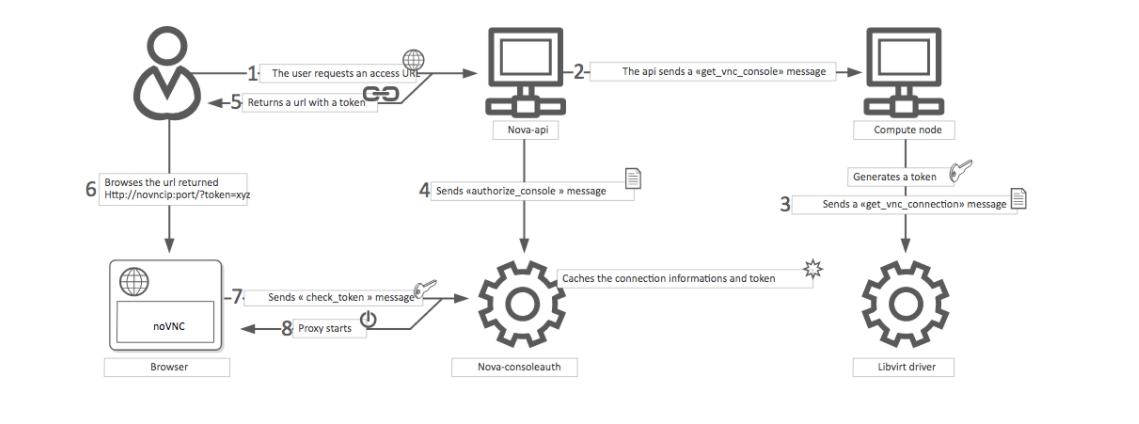 1 The user requests an access URL
2 The api sends a «get_vnc_console» message
5 Returns a url with a token
Nova-api
Compute node
6 Browses the url returned
Http://novncip:port/?token=xyz
4 Sends «authorize_console » message
Generates a token
3 Sends a «get_vnc_connection» message
Caches the connection informations and token
7 Sends « check_token » message
noVNC
8 Proxy starts
Browser
Nova-consoleauth
Libvirt driver